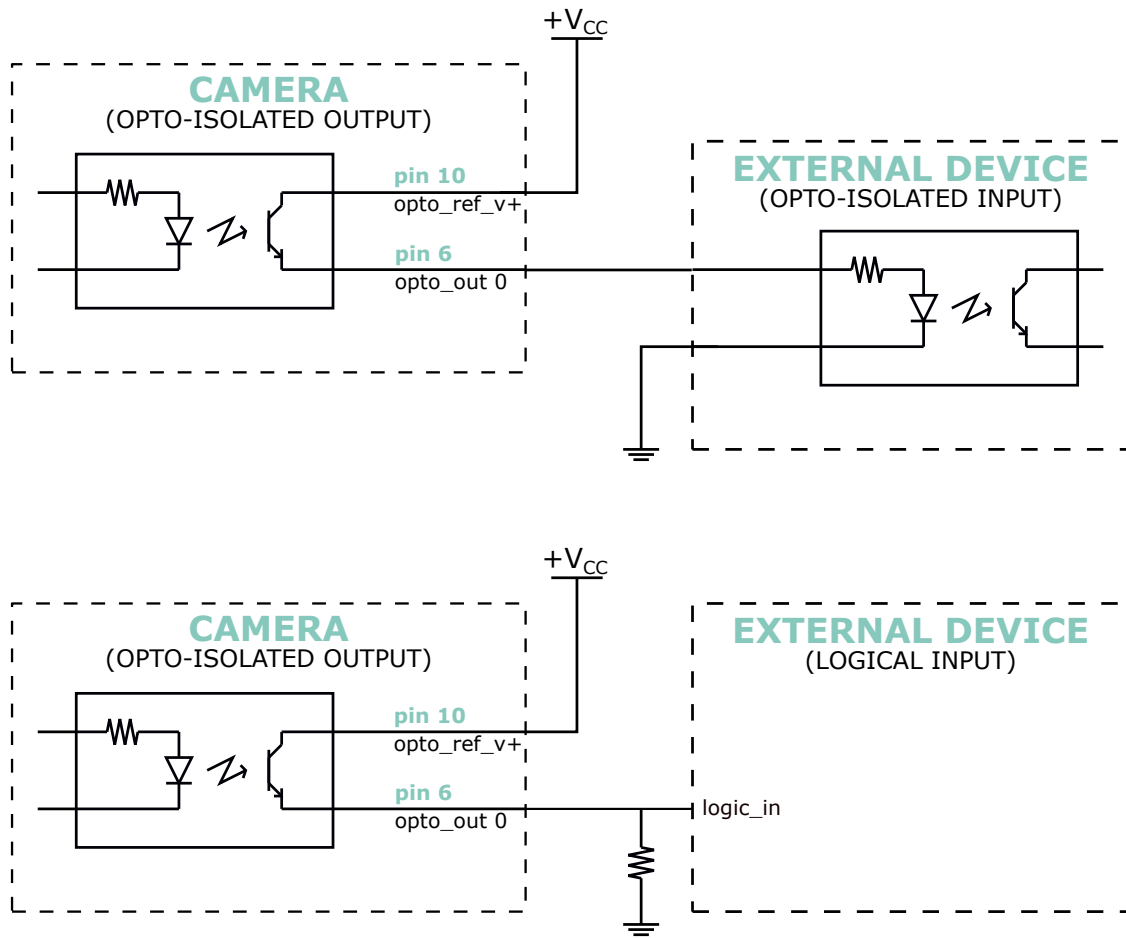 +VCC
CAMERA
(OPTO-ISOLATED OUTPUT)
pin 10
opto_ref_v+
pin 6
opto_out 0
EXTERNAL DEVICE
(OPTO-ISOLATED INPUT)
+VCC
CAMERA
(OPTO-ISOLATED OUTPUT)
pin 10
opto_ref_v+
pin 6
opto_out 0
EXTERNAL DEVICE
(LOGICAL INPUT)
logic_in